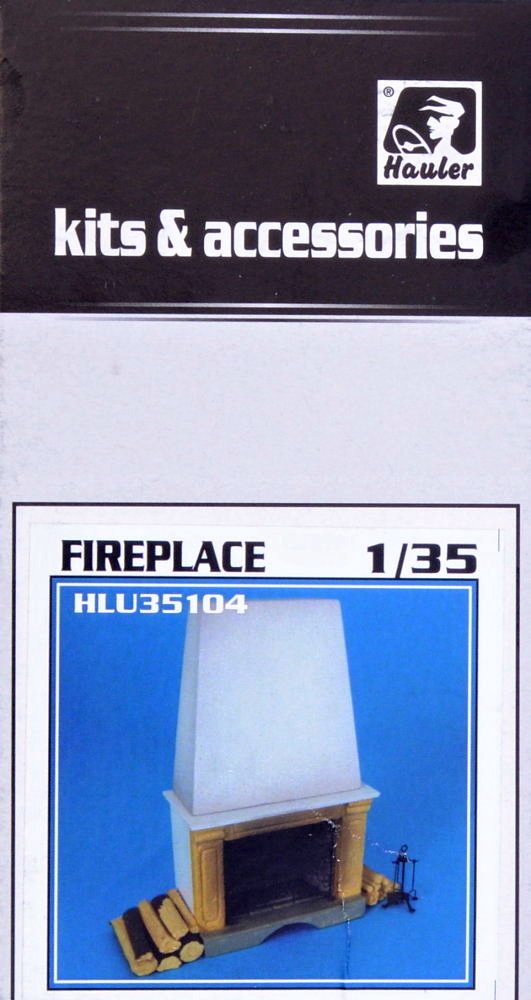 ®
Hauler
kits & accessories
FIREPLACE 1/35
HLU35104